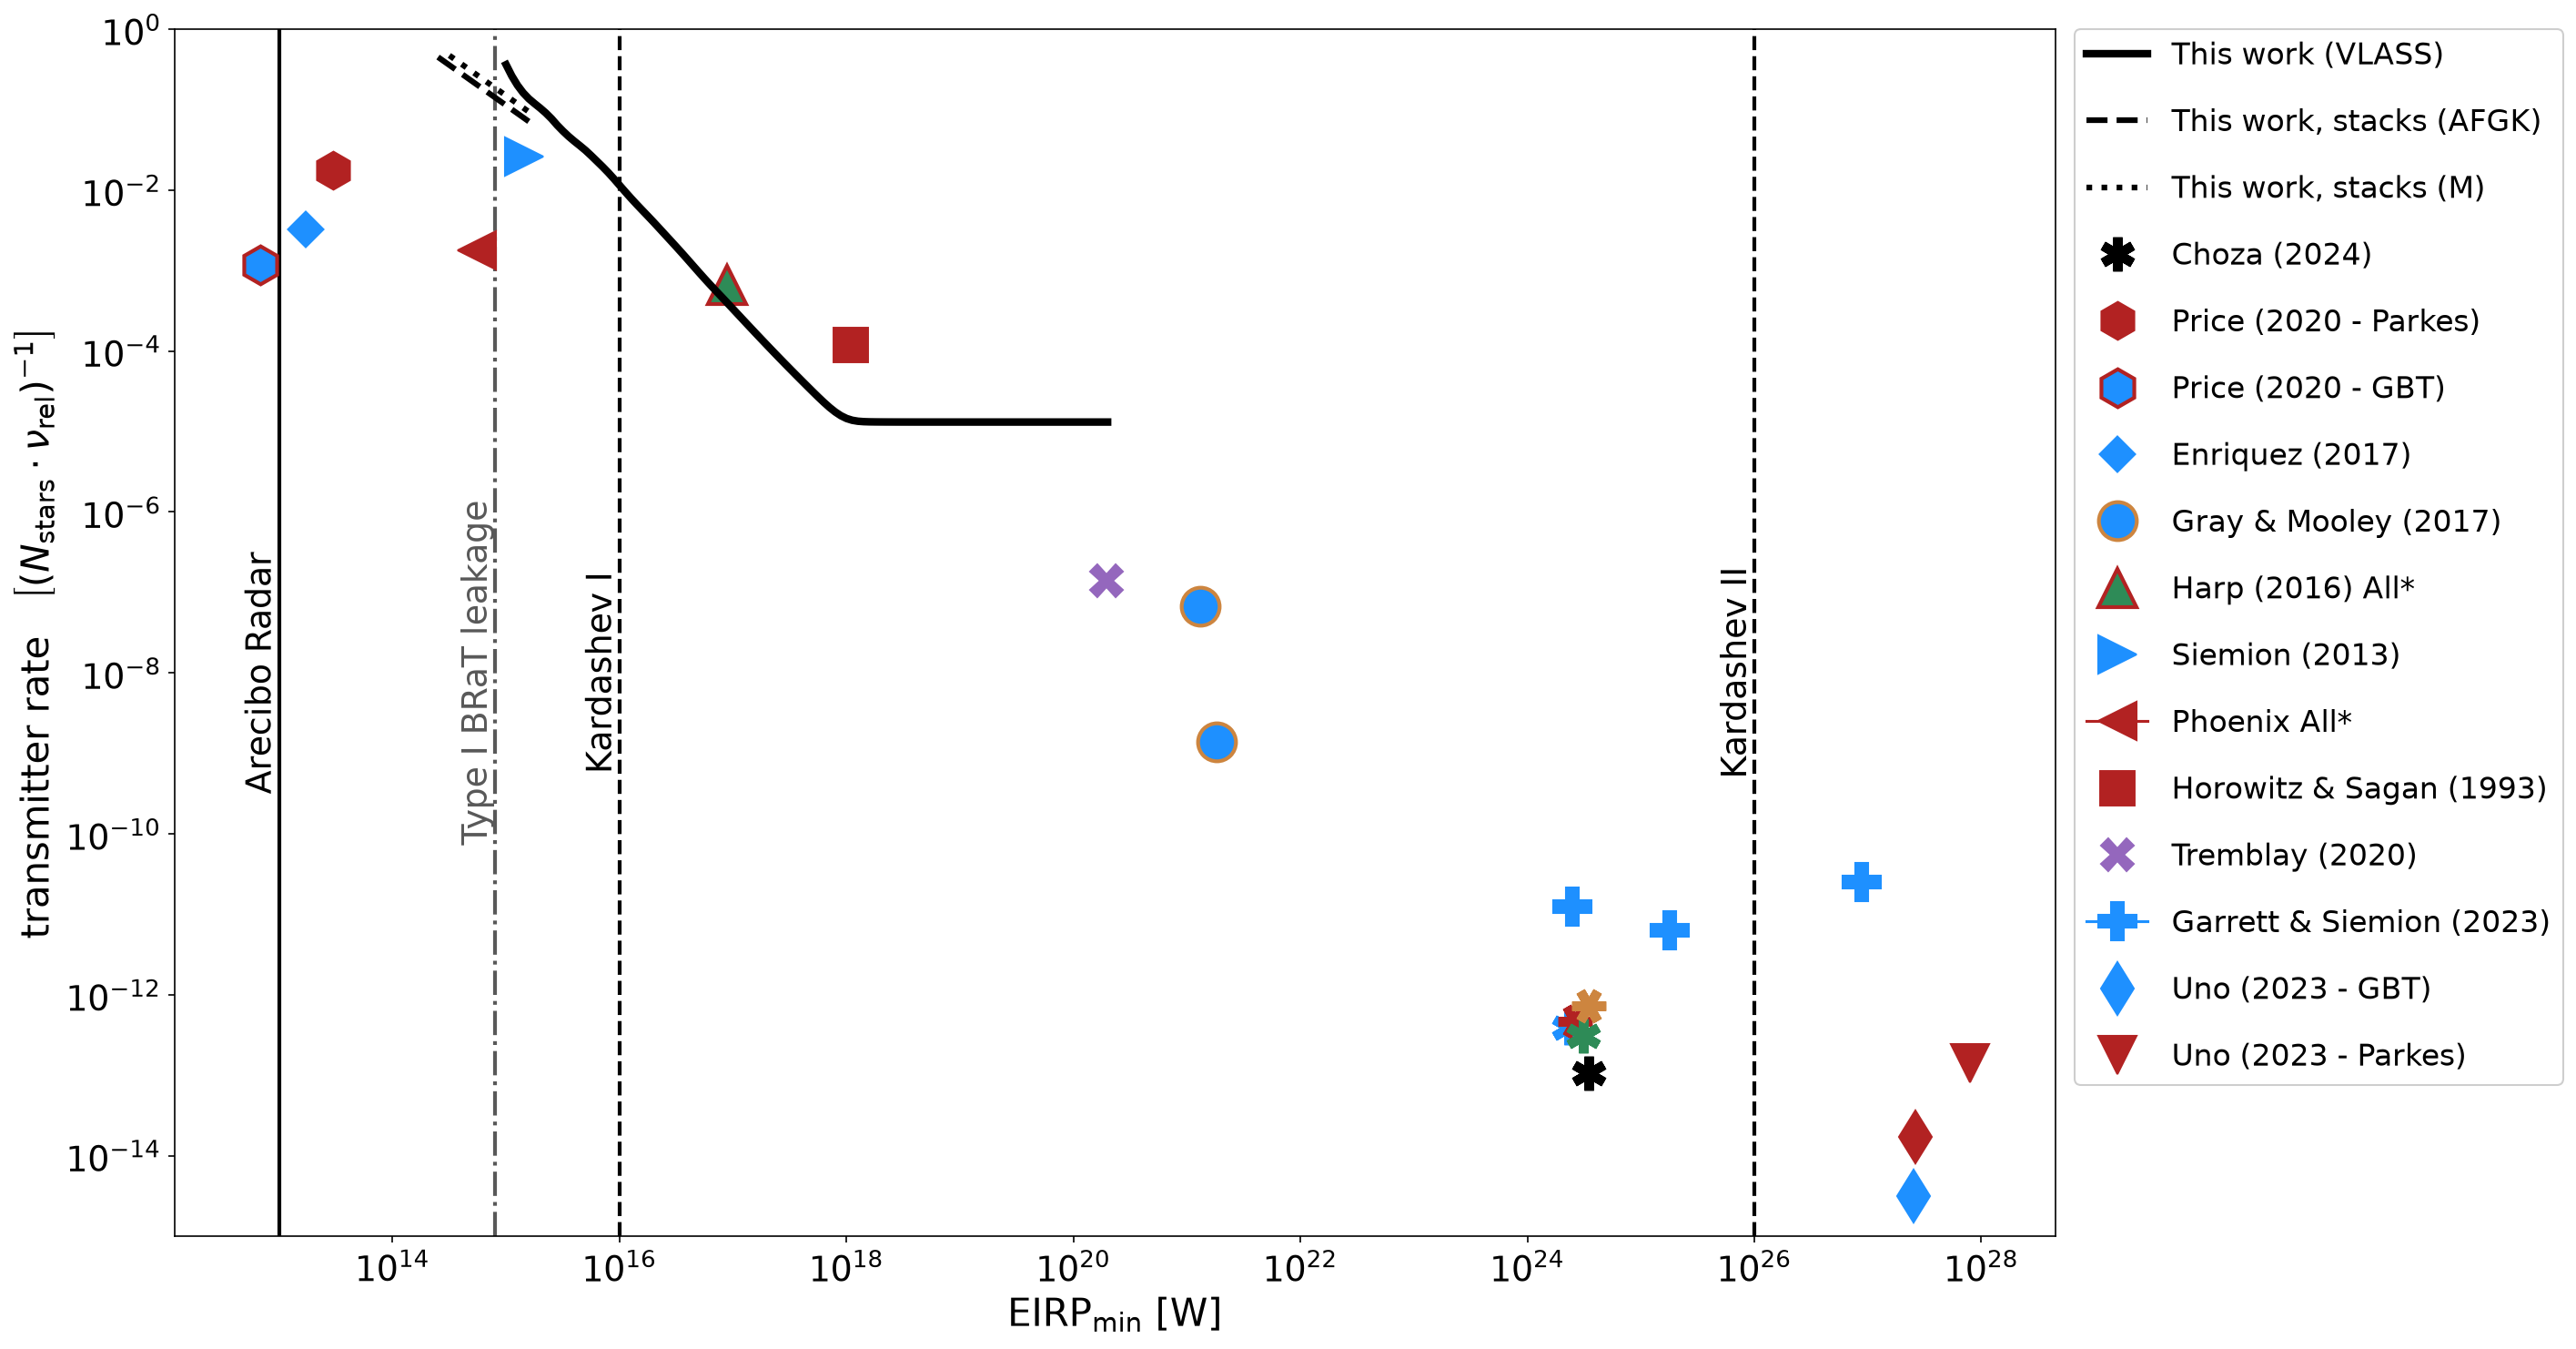 transmitter rate [(N_stars · ν_rel)^−1]
10^0
10^−2
10^−4
10^−6
10^−8
10^−10
10^−12
10^−14
Arecibo Radar
Type I BRaT leakage
Kardashev I
Kardashev II
10^14
10^16
10^18
10^20
10^22
10^24
10^26
10^28
EIRP_min [W]
This work (VLASS)
This work, stacks (AFGK)
This work, stacks (M)
Choza (2024)
Price (2020 - Parkes)
Price (2020 - GBT)
Enriquez (2017)
Gray & Mooley (2017)
Harp (2016) All*
Siemion (2013)
Phoenix All*
Horowitz & Sagan (1993)
Tremblay (2020)
Garrett & Siemion (2023)
Uno (2023 - GBT)
Uno (2023 - Parkes)